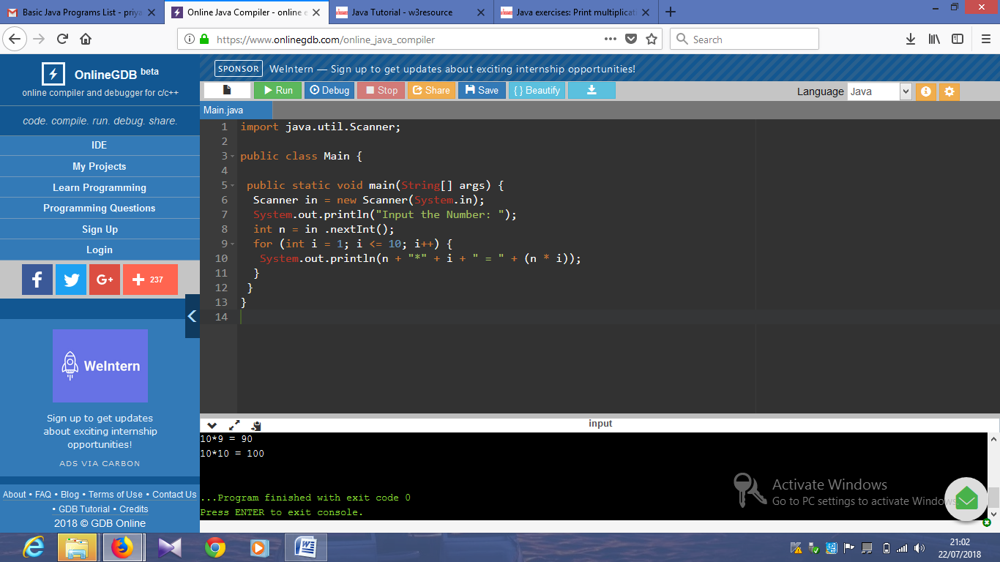 Basic Java Programs List - priya
Online Java Compiler - online e
Java Tutorial - w3resource
Java exercises: Print multiplicati
https://www.onlinegdb.com/online_java_compiler
Search
OnlineGDB beta
online compiler and debugger for c/c++
code. compile. run. debug. share.
IDE
My Projects
Learn Programming
Programming Questions
Sign Up
Login
f
G+
237
WeIntern
Sign up to get updates
about exciting internship
opportunities!
ADS VIA CARBON
About • FAQ • Blog • Terms of Use • Contact Us
• GDB Tutorial • Credits
2018 © GDB Online
SPONSOR WeIntern — Sign up to get updates about exciting internship opportunities!
Run Debug Stop Share Save { } Beautify
Language Java
Main.java
1 import java.util.Scanner;
2
3 public class Main {
4
5 public static void main(String[] args) {
6 Scanner in = new Scanner(System.in);
7 System.out.println("Input the Number: ");
8 int n = in .nextInt();
9 for (int i = 1; i <= 10; i++) {
10 System.out.println(n + "*" + i + " = " + (n * i));
11 }
12 }
13 }
14
input
10*9 = 90
10*10 = 100
...Program finished with exit code 0
Press ENTER to exit console.
Activate Windows
Go to PC settings to activate Windows.
21:02
22/07/2018